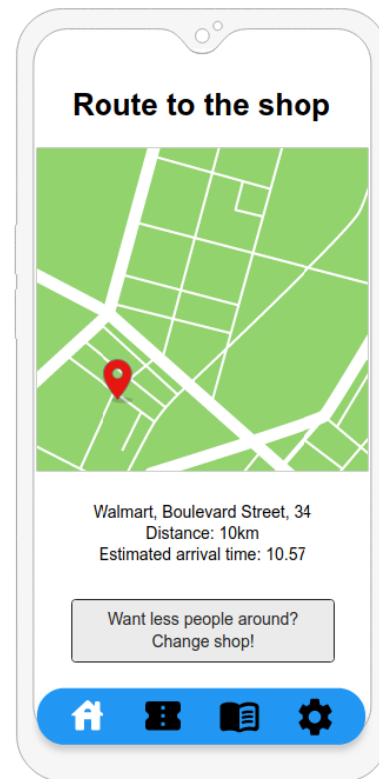 Route to the shop
Walmart, Boulevard Street, 34
Distance: 10km
Estimated arrival time: 10.57
Want less people around?
Change shop!